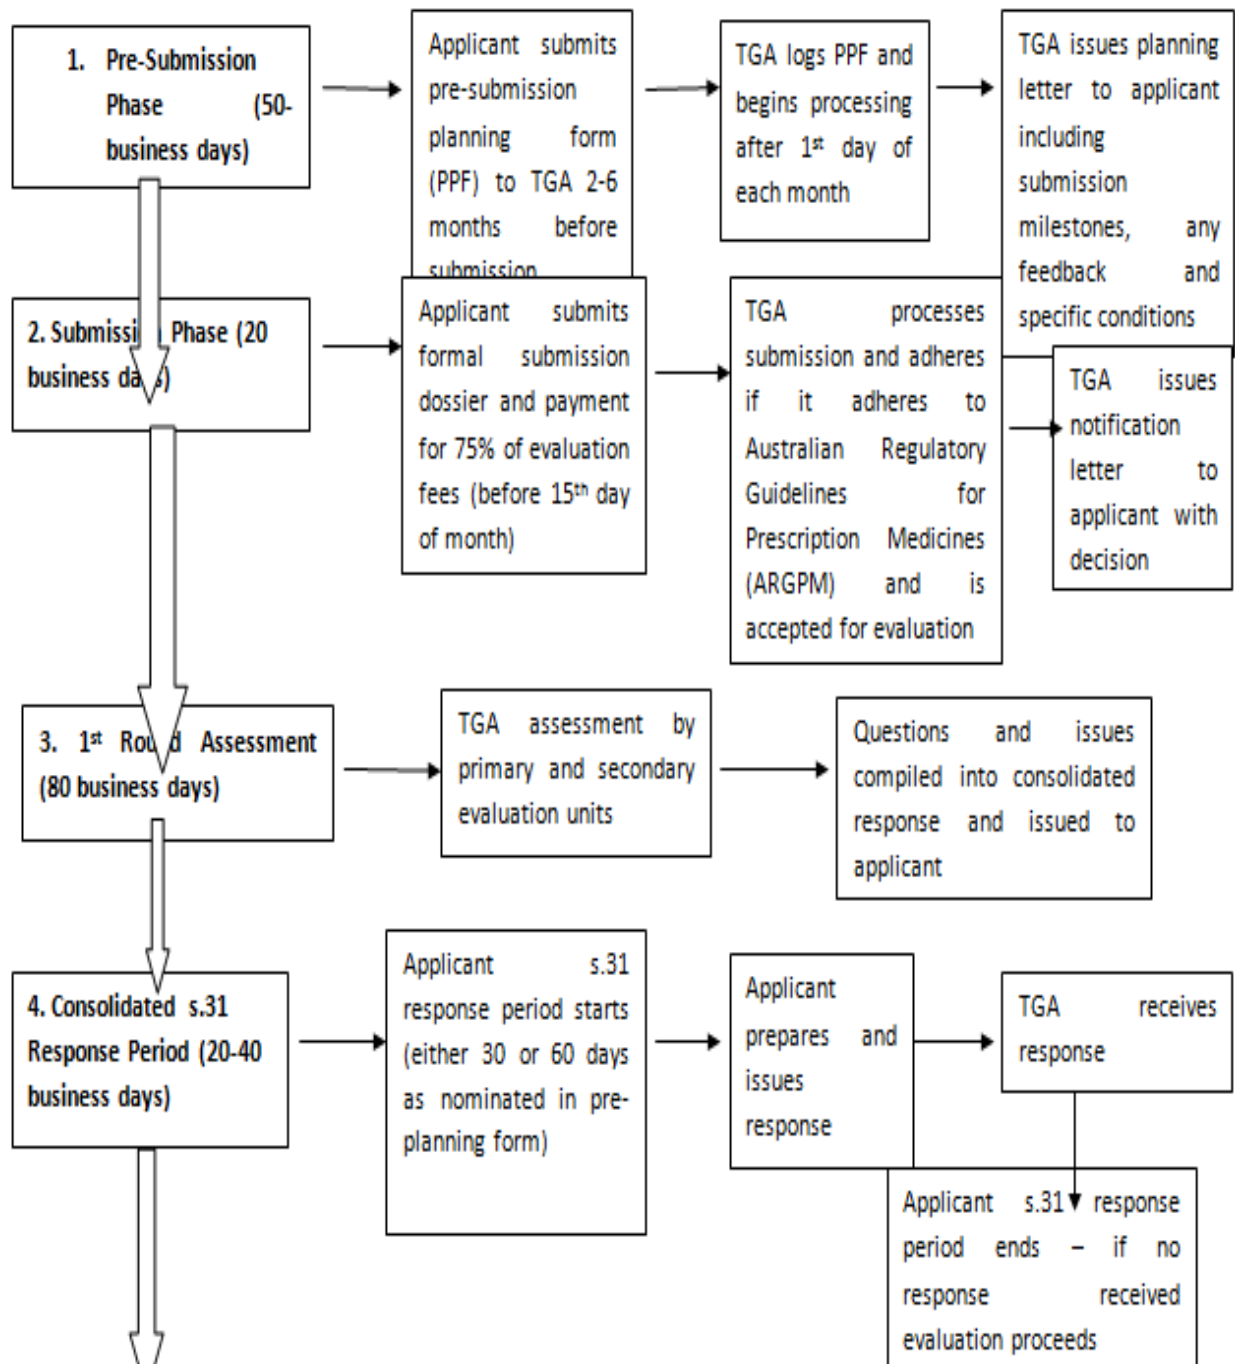 1. Pre-Submission
Phase (50-
business days)
Applicant submits
pre-submission
planning form
(PPF) to TGA 2-6
months before
submission
TGA logs PPF and
begins processing
after 1st day of
each month
TGA issues planning
letter to applicant
including
submission
milestones, any
feedback and
specific conditions
2. Submission Phase (20
business days)
Applicant submits
formal submission
dossier and payment
for 75% of evaluation
fees (before 15th day
of month)
TGA processes
submission and adheres
if it adheres to
Australian Regulatory
Guidelines for
Prescription Medicines
(ARGPM) and is
accepted for evaluation
TGA issues
notification
letter to
applicant with
decision
3. 1st Round Assessment
(80 business days)
TGA assessment by
primary and secondary
evaluation units
Questions and issues
compiled into consolidated
response and issued to
applicant
4. Consolidated s.31
Response Period (20-40
business days)
Applicant s.31
response period starts
(either 30 or 60 days
as nominated in pre-
planning form)
Applicant
prepares and
issues
response
TGA receives
response
Applicant s.31 response
period ends – if no
response received
evaluation proceeds